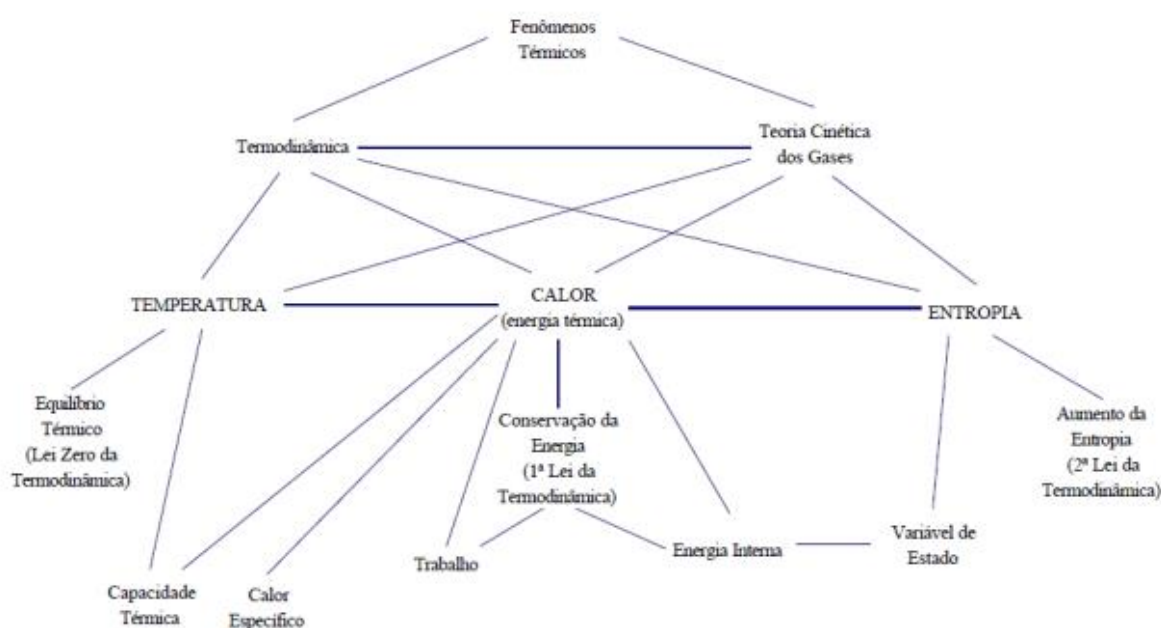 Fenômenos
Térmicos
Termodinâmica
Teoria Cinética
dos Gases
TEMPERATURA
CALOR
(energia térmica)
ENTROPIA
Equilíbrio
Térmico
(Lei Zero da
Termodinâmica)
Conservação da
Energia
(1ª Lei da
Termodinâmica)
Aumento da
Entropia
(2ª Lei da
Termodinâmica)
Capacidade
Térmica
Calor
Específico
Trabalho
Energia Interna
Variável de
Estado